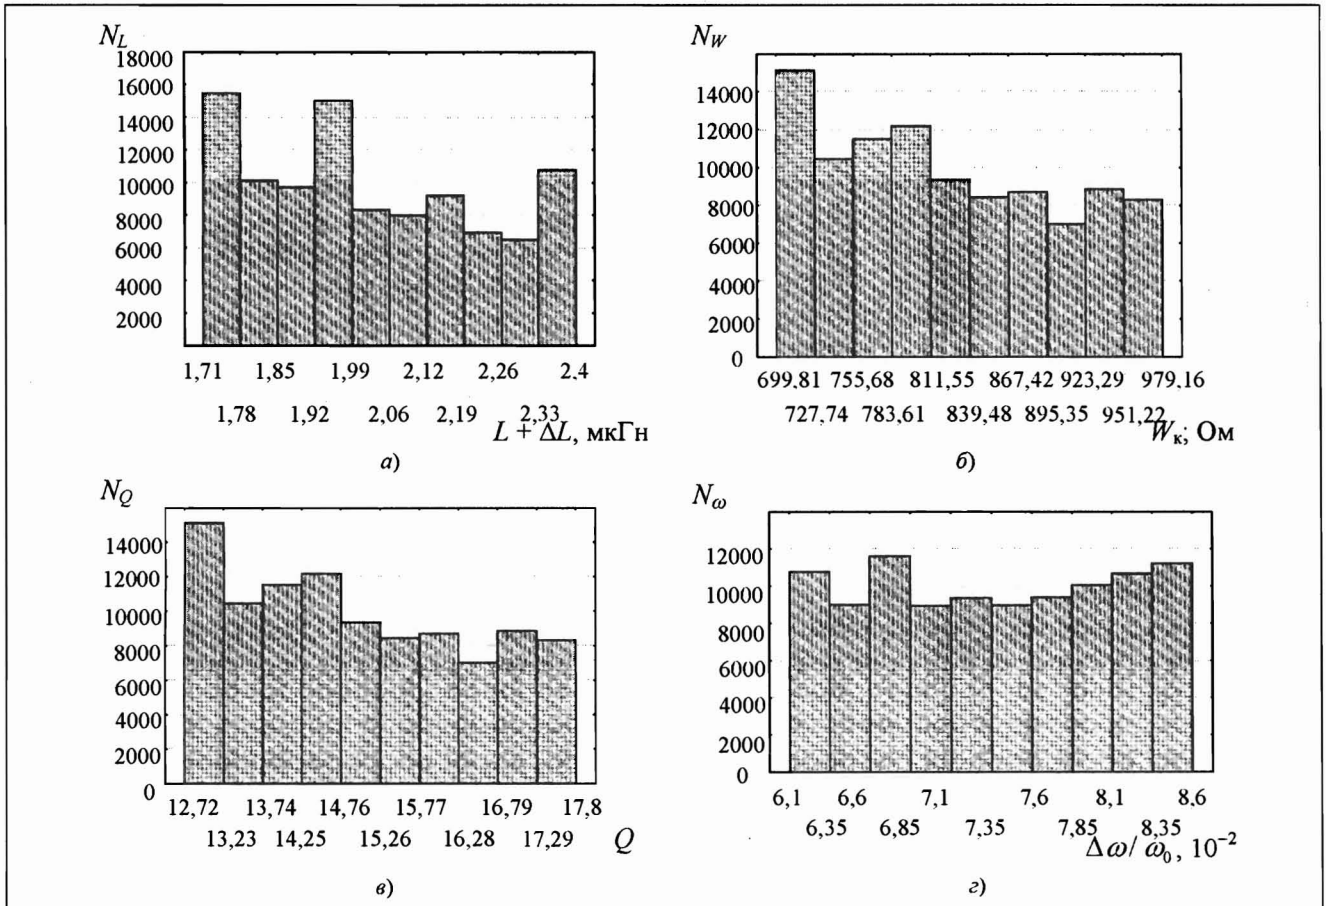 N_L
18000
16000
14000
12000
10000
8000
6000
4000
2000
1,71 1,85 1,99 2,12 2,26 2,4
1,78 1,92 2,06 2,19 2,33
L + ΔL, мкГн
а)
N_W
14000
12000
10000
8000
6000
4000
2000
0
699,81 755,68 811,55 867,42 923,29 979,16
727,74 783,61 839,48 895,35 951,22
W_к; Ом
б)
N_Q
14000
12000
10000
8000
6000
4000
2000
0
12,72 13,74 14,76 15,77 16,79 17,8
13,23 14,25 15,26 16,28 17,29 Q
в)
N_ω
12000
10000
8000
6000
4000
2000
0
6,1 6,6 7,1 7,6 8,1 8,6
6,35 6,85 7,35 7,85 8,35
Δω/ ω_0, 10^−2
г)